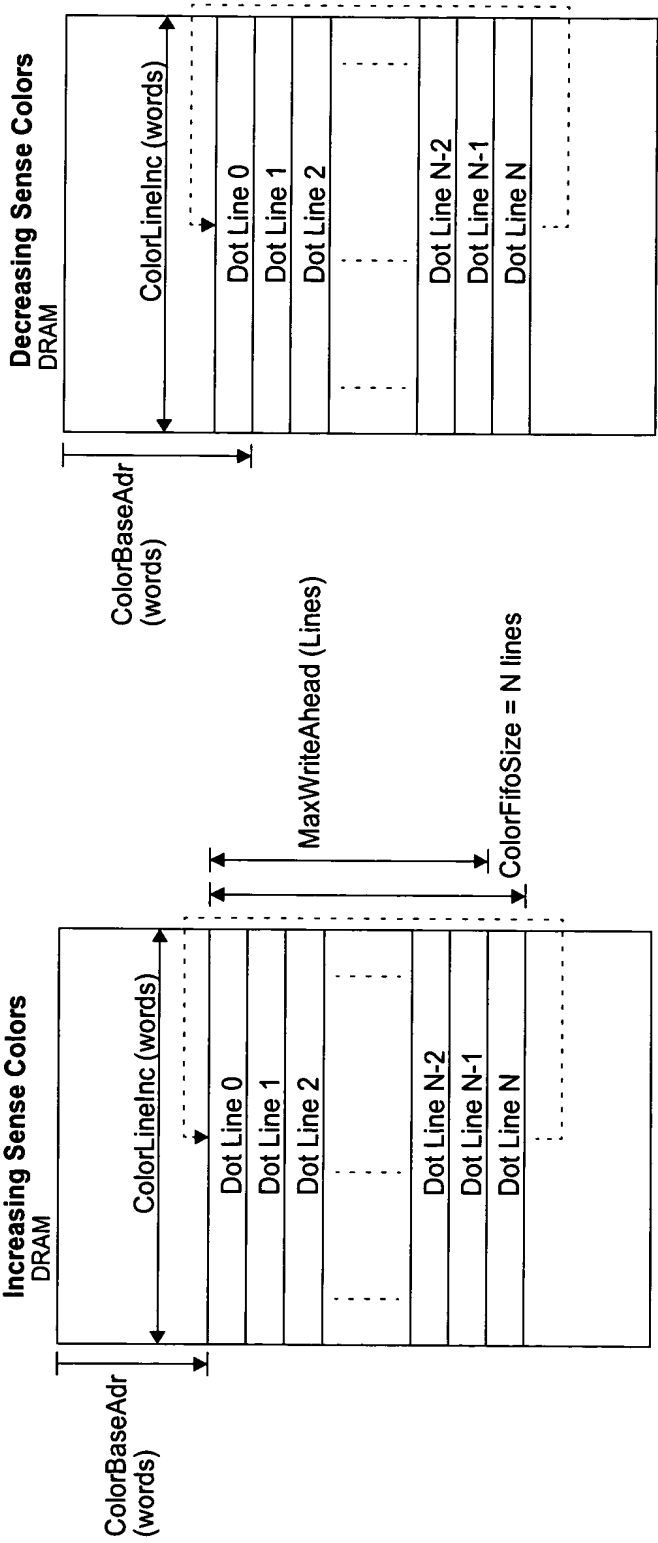 Increasing Sense Colors
DRAM
ColorBaseAdr
(words)
ColorLineInc (words)
Dot Line 0
Dot Line 1
Dot Line 2
Dot Line N-2
Dot Line N-1
Dot Line N
MaxWriteAhead (Lines)
ColorFifoSize = N lines
Decreasing Sense Colors
DRAM
ColorBaseAdr
(words)
ColorLineInc (words)
Dot Line 0
Dot Line 1
Dot Line 2
Dot Line N-2
Dot Line N-1
Dot Line N